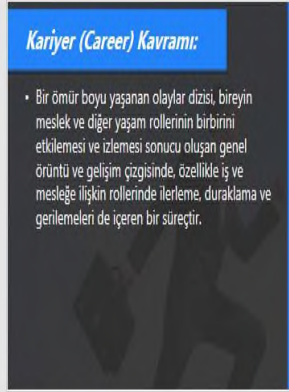 Kariyer (Career) Kavramı:
• Bir ömür boyu yaşanan olaylar dizisi, bireyin
meslek ve diğer yaşam rollerinin birbirini
etkilemesi ve izlemesi sonucu oluşan genel
örüntü ve gelişim çizgisinde, özellikle iş ve
mesleğe ilişkin rollerinde ilerleme, duraklama ve
gerilemeleri de içeren bir süreçtir.